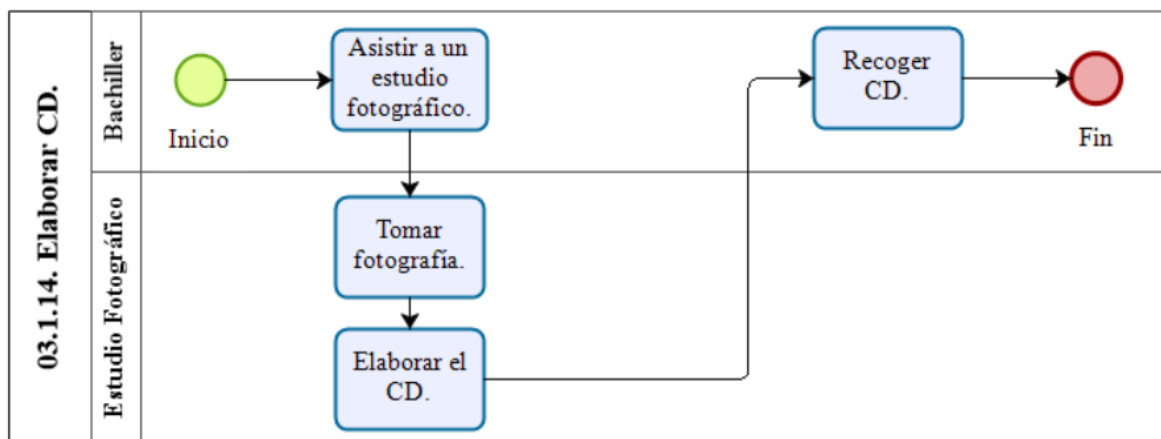 03.1.14. Elaborar CD.
Bachiller
Inicio
Asistir a un
estudio
fotográfico.
Recoger
CD.
Fin
Estudio Fotográfico
Tomar
fotografía.
Elaborar el
CD.